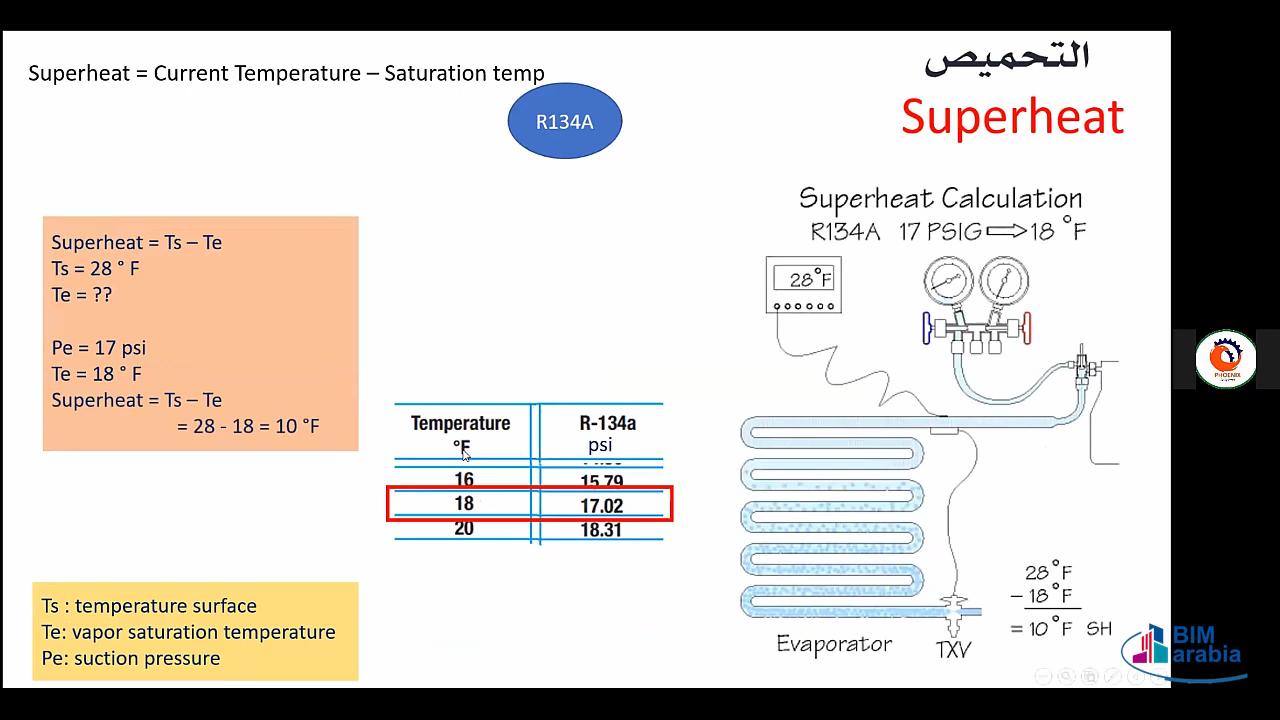 Superheat = Current Temperature – Saturation temp
R134A
التحميص
Superheat
Superheat = Ts – Te
Ts = 28 ° F
Te = ??
Pe = 17 psi
Te = 18 ° F
Superheat = Ts – Te
= 28 - 18 = 10 °F
Temperature °F
R-134a psi
16 15.79
18 17.02
20 18.31
Ts : temperature surface
Te: vapor saturation temperature
Pe: suction pressure
Superheat Calculation
R134A 17 PSIG ⇒ 18 °F
28°F
Evaporator
TXV
28°F
– 18°F
= 10°F SH
PHOENIX
BIM
arabia